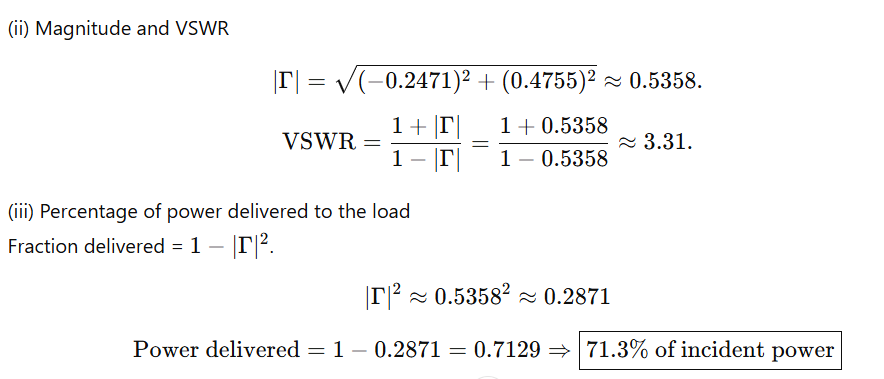 (ii) Magnitude and VSWR
|Γ| = √((−0.2471)² + (0.4755)²) ≈ 0.5358.
VSWR = (1 + |Γ|)/(1 − |Γ|) = (1 + 0.5358)/(1 − 0.5358) ≈ 3.31.
(iii) Percentage of power delivered to the load
Fraction delivered = 1 − |Γ|².
|Γ|² ≈ 0.5358² ≈ 0.2871
Power delivered = 1 − 0.2871 = 0.7129 ⇒ 71.3% of incident power